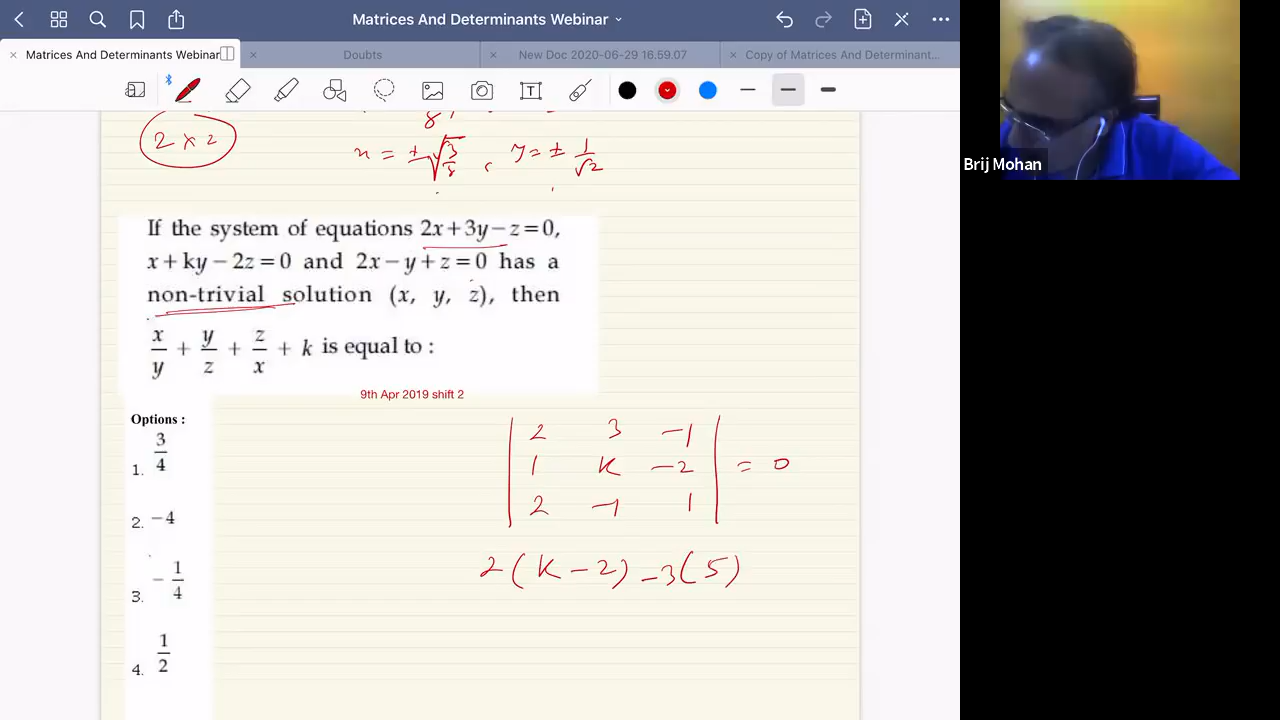 Matrices And Determinants Webinar
Matrices And Determinants Webinar
Doubts
New Doc 2020-06-29 16.59.07
Copy of Matrices And Determinant...
T
8
2 × 2
x = ± √3/8 , y = ± 1/√2
Brij Mohan
If the system of equations 2x+3y−z=0,
x+ky−2z=0 and 2x−y+z=0 has a
non-trivial solution (x, y, z), then
x/y + y/z + z/x + k is equal to :
9th Apr 2019 shift 2
Options :
1. 3/4
2. −4
3. −1/4
4. 1/2
2 3 −1
1 k −2 = 0
2 −1 1
2(k−2) −3(5)